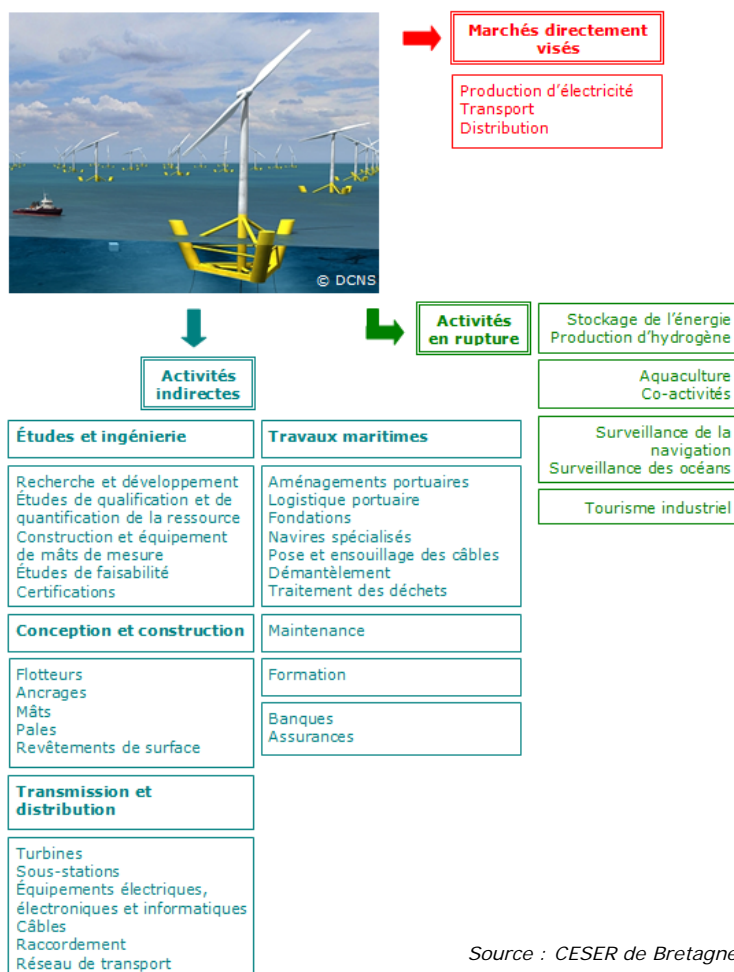 Marchés directement
visés
Production d'électricité
Transport
Distribution
© DCNS
Activités
en rupture
Stockage de l'énergie
Production d'hydrogène
Aquaculture
Co-activités
Surveillance de la
navigation
Surveillance des océans
Tourisme industriel
Activités
indirectes
Études et ingénierie
Recherche et développement
Études de qualification et de
quantification de la ressource
Construction et équipement
de mâts de mesure
Études de faisabilité
Certifications
Conception et construction
Flotteurs
Ancrages
Mâts
Pales
Revêtements de surface
Transmission et
distribution
Turbines
Sous-stations
Équipements électriques,
électroniques et informatiques
Câbles
Raccordement
Réseau de transport
Travaux maritimes
Aménagements portuaires
Logistique portuaire
Fondations
Navires spécialisés
Pose et ensouillage des câbles
Démantèlement
Traitement des déchets
Maintenance
Formation
Banques
Assurances
Source : CESER de Bretagne